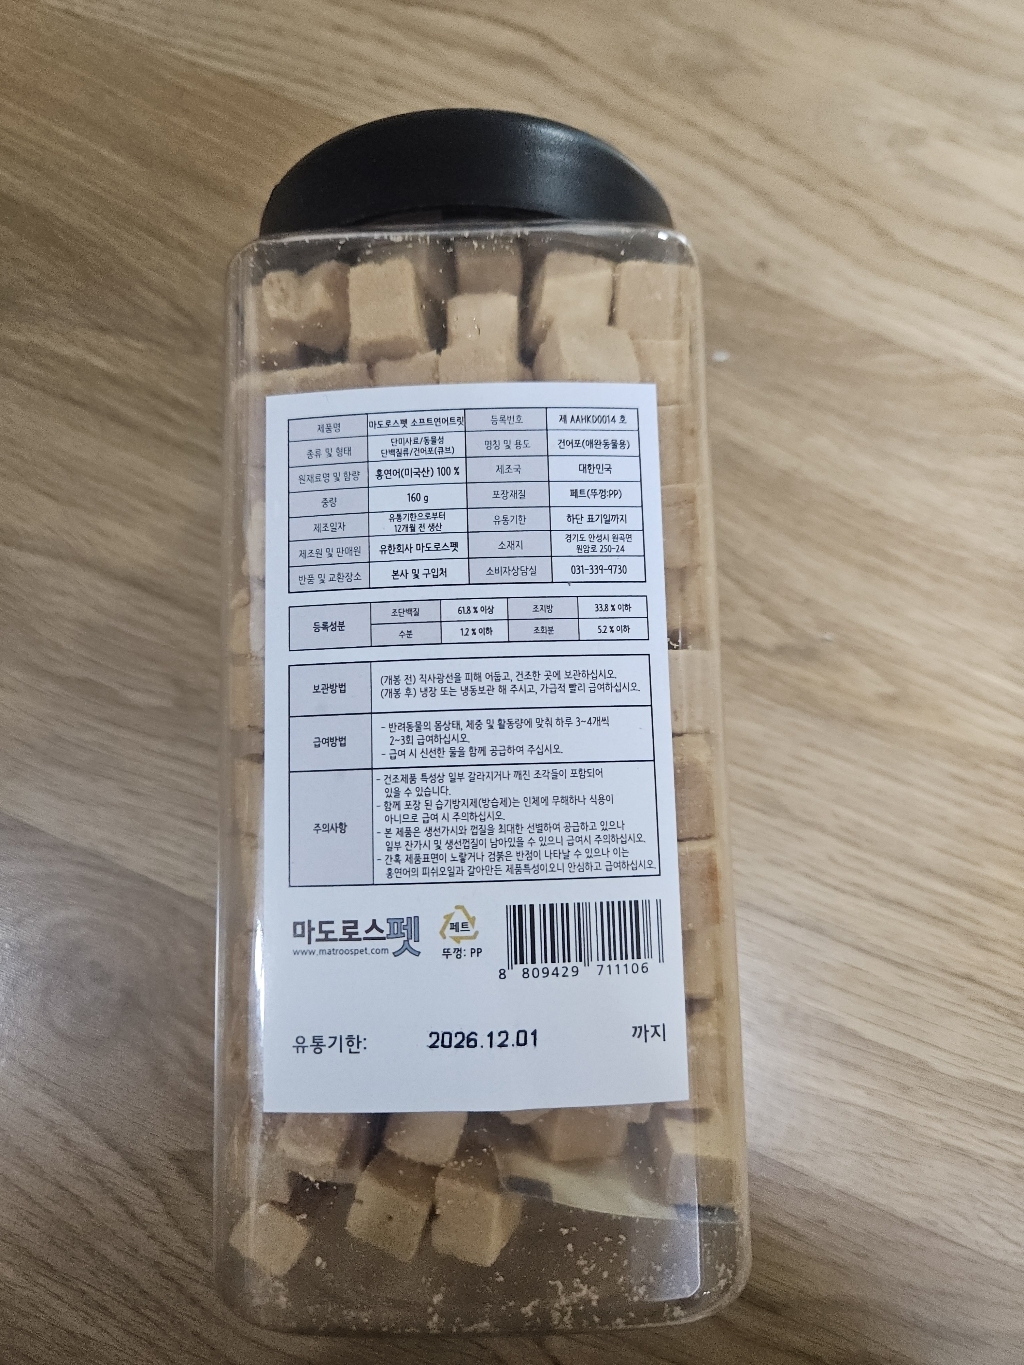 제품명 마도로스펫 소프트연어트릿 등록번호 제 AAHKD0014 호
종류 및 형태 단미사료/동물성 단백질류/건어포(큐브) 명칭 및 용도 건어포(애완동물용)
원재료명 및 함량 홍연어(미국산) 100 % 제조국 대한민국
중량 160 g 포장재질 페트(뚜껑:PP)
제조일자 유통기한으로부터 12개월 전 생산 유통기한 하단 표기일까지
제조원 및 판매원 유한회사 마도로스펫 소재지 경기도 안성시 원곡면 원암로 250-24
반품 및 교환장소 본사 및 구입처 소비자상담실 031-339-9730
등록성분 조단백질 61.8 % 이상 조지방 33.8 % 이하
수분 1.2 % 이하 조회분 5.2 % 이하
보관방법
(개봉 전) 직사광선을 피해 어둡고, 건조한 곳에 보관하십시오.
(개봉 후) 냉장 또는 냉동보관 해 주시고, 가급적 빨리 급여하십시오.
급여방법
- 반려동물의 몸상태, 체중 및 활동량에 맞춰 하루 3~4개씩
2~3회 급여하십시오.
- 급여 시 신선한 물을 함께 공급하여 주십시오.
주의사항
- 건조제품 특성상 일부 갈라지거나 깨진 조각들이 포함되어
있을 수 있습니다.
- 함께 포장 된 습기방지제(방습제)는 인체에 무해하나 식용이
아니므로 급여 시 주의하십시오.
- 본 제품은 생선가시와 껍질을 최대한 선별하여 공급하고 있으나
일부 잔가시 및 생선껍질이 남아있을 수 있으니 급여시 주의하십시오.
- 간혹 제품표면이 노랗거나 검붉은 반점이 나타날 수 있으나 이는
홍연어의 피쉬오일과 갈아만든 제품특성이오니 안심하고 급여하십시오.
마도로스펫
www.matroospet.com
페트
뚜껑: PP
8 809429 711106
유통기한: 2026.12.01 까지